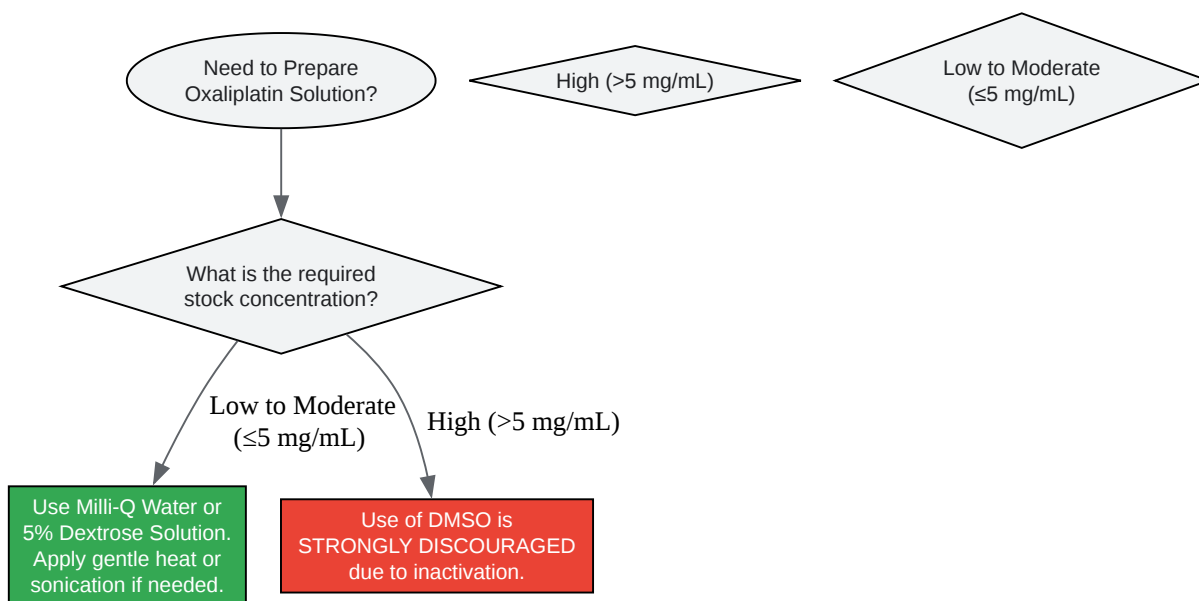 Need to Prepare
Oxaliplatin Solution?
High (>5 mg/mL)
Low to Moderate
(≤5 mg/mL)
What is the required
stock concentration?
Low to Moderate
(≤5 mg/mL)
High (>5 mg/mL)
Use Milli-Q Water or
5% Dextrose Solution.
Apply gentle heat or
sonication if needed.
Use of DMSO is
STRONGLY DISCOURAGED
due to inactivation.